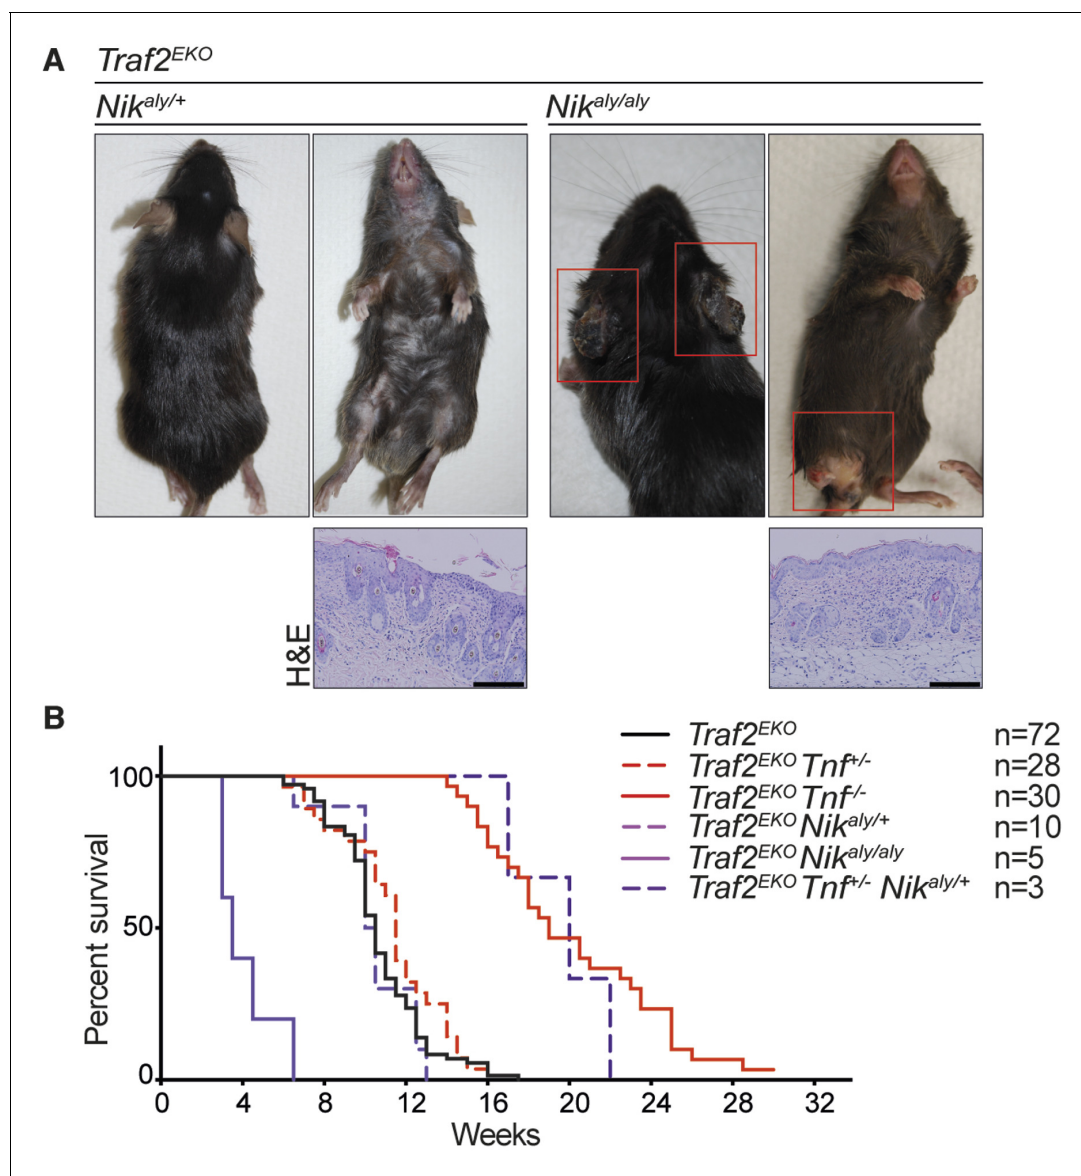 A
Traf2EKO
Nikaly/+
Nikaly/aly
H&E
B
Traf2EKO n=72
Traf2EKO Tnf+/- n=28
Traf2EKO Tnf-/- n=30
Traf2EKO Nikaly/+ n=10
Traf2EKO Nikaly/aly n=5
Traf2EKO Tnf+/- Nikaly/+ n=3
100
50
0
Percent survival
0 4 8 12 16 20 24 28 32
Weeks